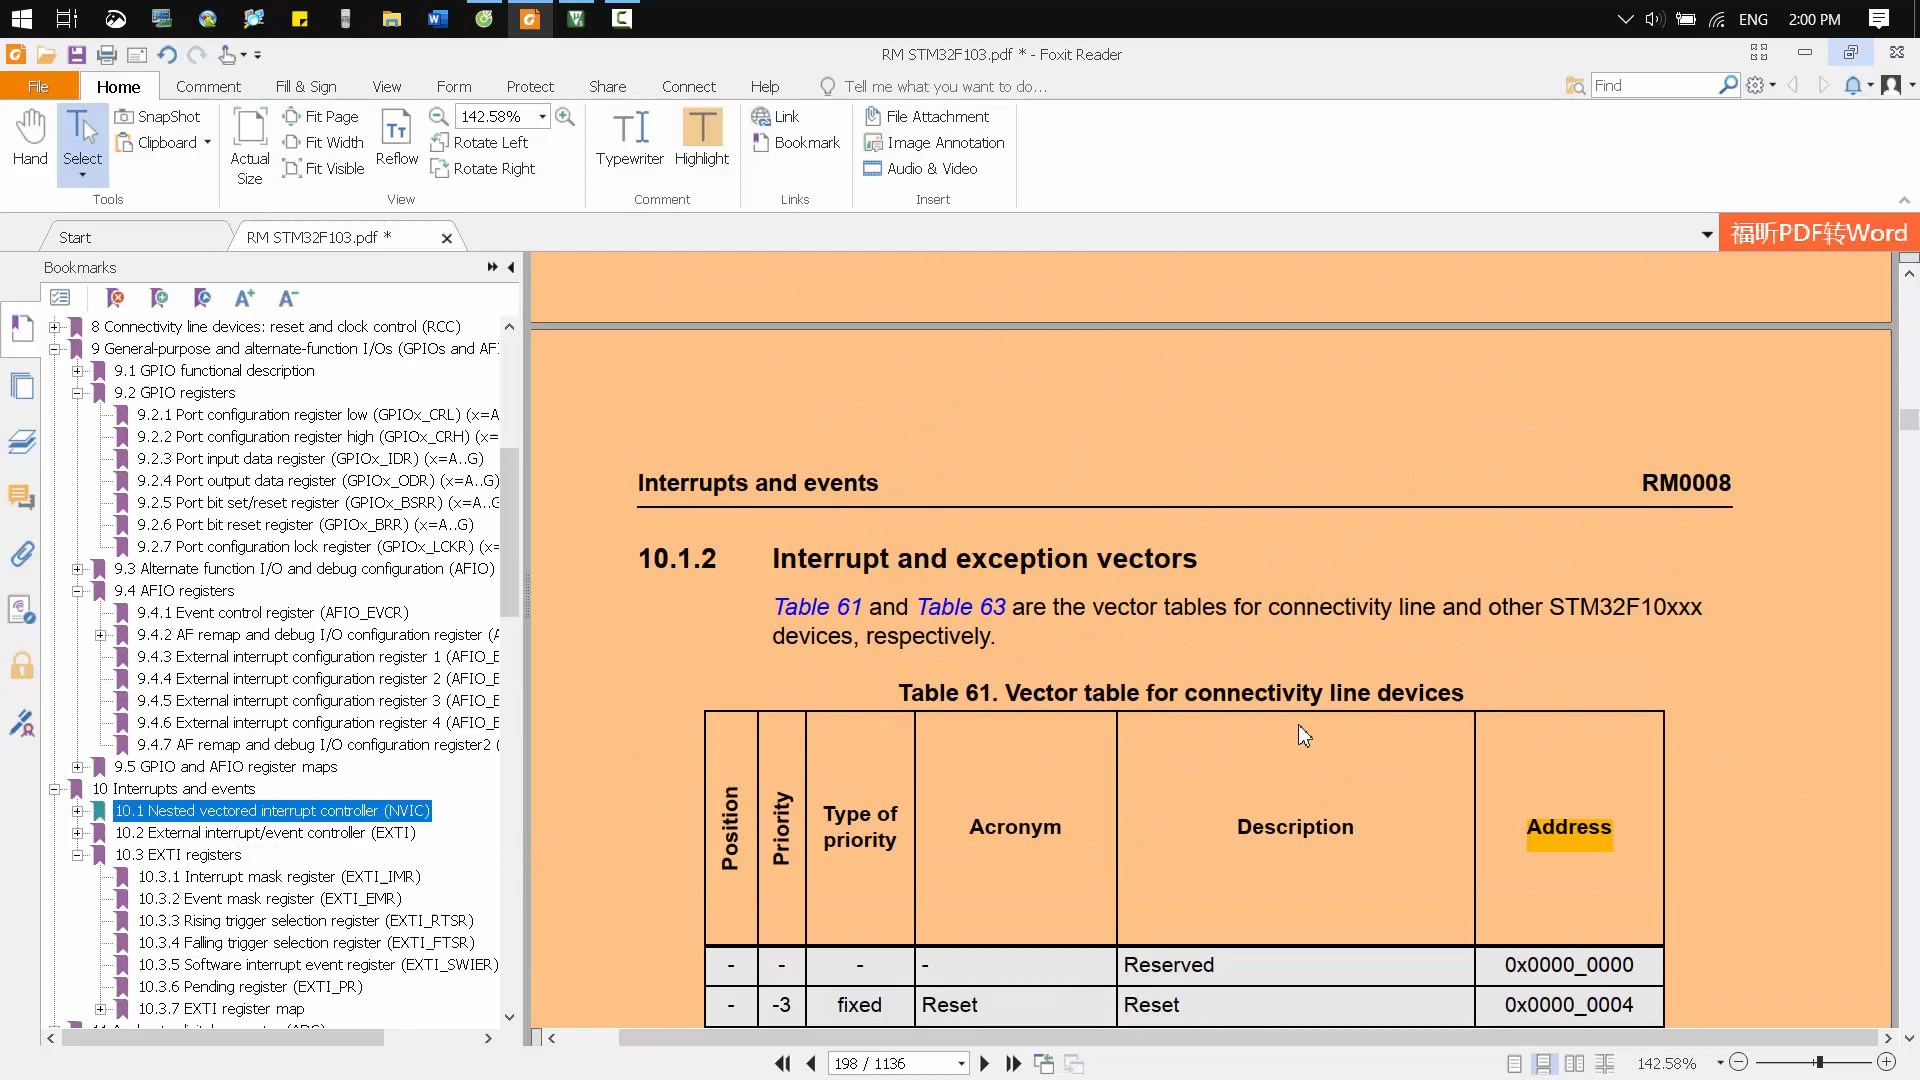 ENG 2:00 PM
RM STM32F103.pdf * - Foxit Reader
File Home Comment Fill & Sign View Form Protect Share Connect Help Tell me what you want to do... Find
SnapShot Fit Page 142.58% Link File Attachment
Clipboard Fit Width Rotate Left Bookmark Image Annotation
Hand Select Actual Size Reflow Typewriter Highlight
Fit Visible Rotate Right Audio & Video
Tools View Comment Links Insert
Start RM STM32F103.pdf * 福昕PDF转Word
Bookmarks
8 Connectivity line devices: reset and clock control (RCC)
9 General-purpose and alternate-function I/Os (GPIOs and AFI
9.1 GPIO functional description
9.2 GPIO registers
9.2.1 Port configuration register low (GPIOx_CRL) (x=A
9.2.2 Port configuration register high (GPIOx_CRH) (x=
9.2.3 Port input data register (GPIOx_IDR) (x=A..G)
9.2.4 Port output data register (GPIOx_ODR) (x=A..G)
9.2.5 Port bit set/reset register (GPIOx_BSRR) (x=A..G
9.2.6 Port bit reset register (GPIOx_BRR) (x=A..G)
9.2.7 Port configuration lock register (GPIOx_LCKR) (x=
9.3 Alternate function I/O and debug configuration (AFIO)
9.4 AFIO registers
9.4.1 Event control register (AFIO_EVCR)
9.4.2 AF remap and debug I/O configuration register (A
9.4.3 External interrupt configuration register 1 (AFIO_E
9.4.4 External interrupt configuration register 2 (AFIO_E
9.4.5 External interrupt configuration register 3 (AFIO_E
9.4.6 External interrupt configuration register 4 (AFIO_E
9.4.7 AF remap and debug I/O configuration register2 (
9.5 GPIO and AFIO register maps
10 Interrupts and events
10.1 Nested vectored interrupt controller (NVIC)
10.2 External interrupt/event controller (EXTI)
10.3 EXTI registers
10.3.1 Interrupt mask register (EXTI_IMR)
10.3.2 Event mask register (EXTI_EMR)
10.3.3 Rising trigger selection register (EXTI_RTSR)
10.3.4 Falling trigger selection register (EXTI_FTSR)
10.3.5 Software interrupt event register (EXTI_SWIER)
10.3.6 Pending register (EXTI_PR)
10.3.7 EXTI register map
Interrupts and events RM0008
10.1.2 Interrupt and exception vectors
Table 61 and Table 63 are the vector tables for connectivity line and other STM32F10xxx
devices, respectively.
Table 61. Vector table for connectivity line devices
Position Priority Type of priority Acronym Description Address
- - - - Reserved 0x0000_0000
- -3 fixed Reset Reset 0x0000_0004
198 / 1136 142.58%